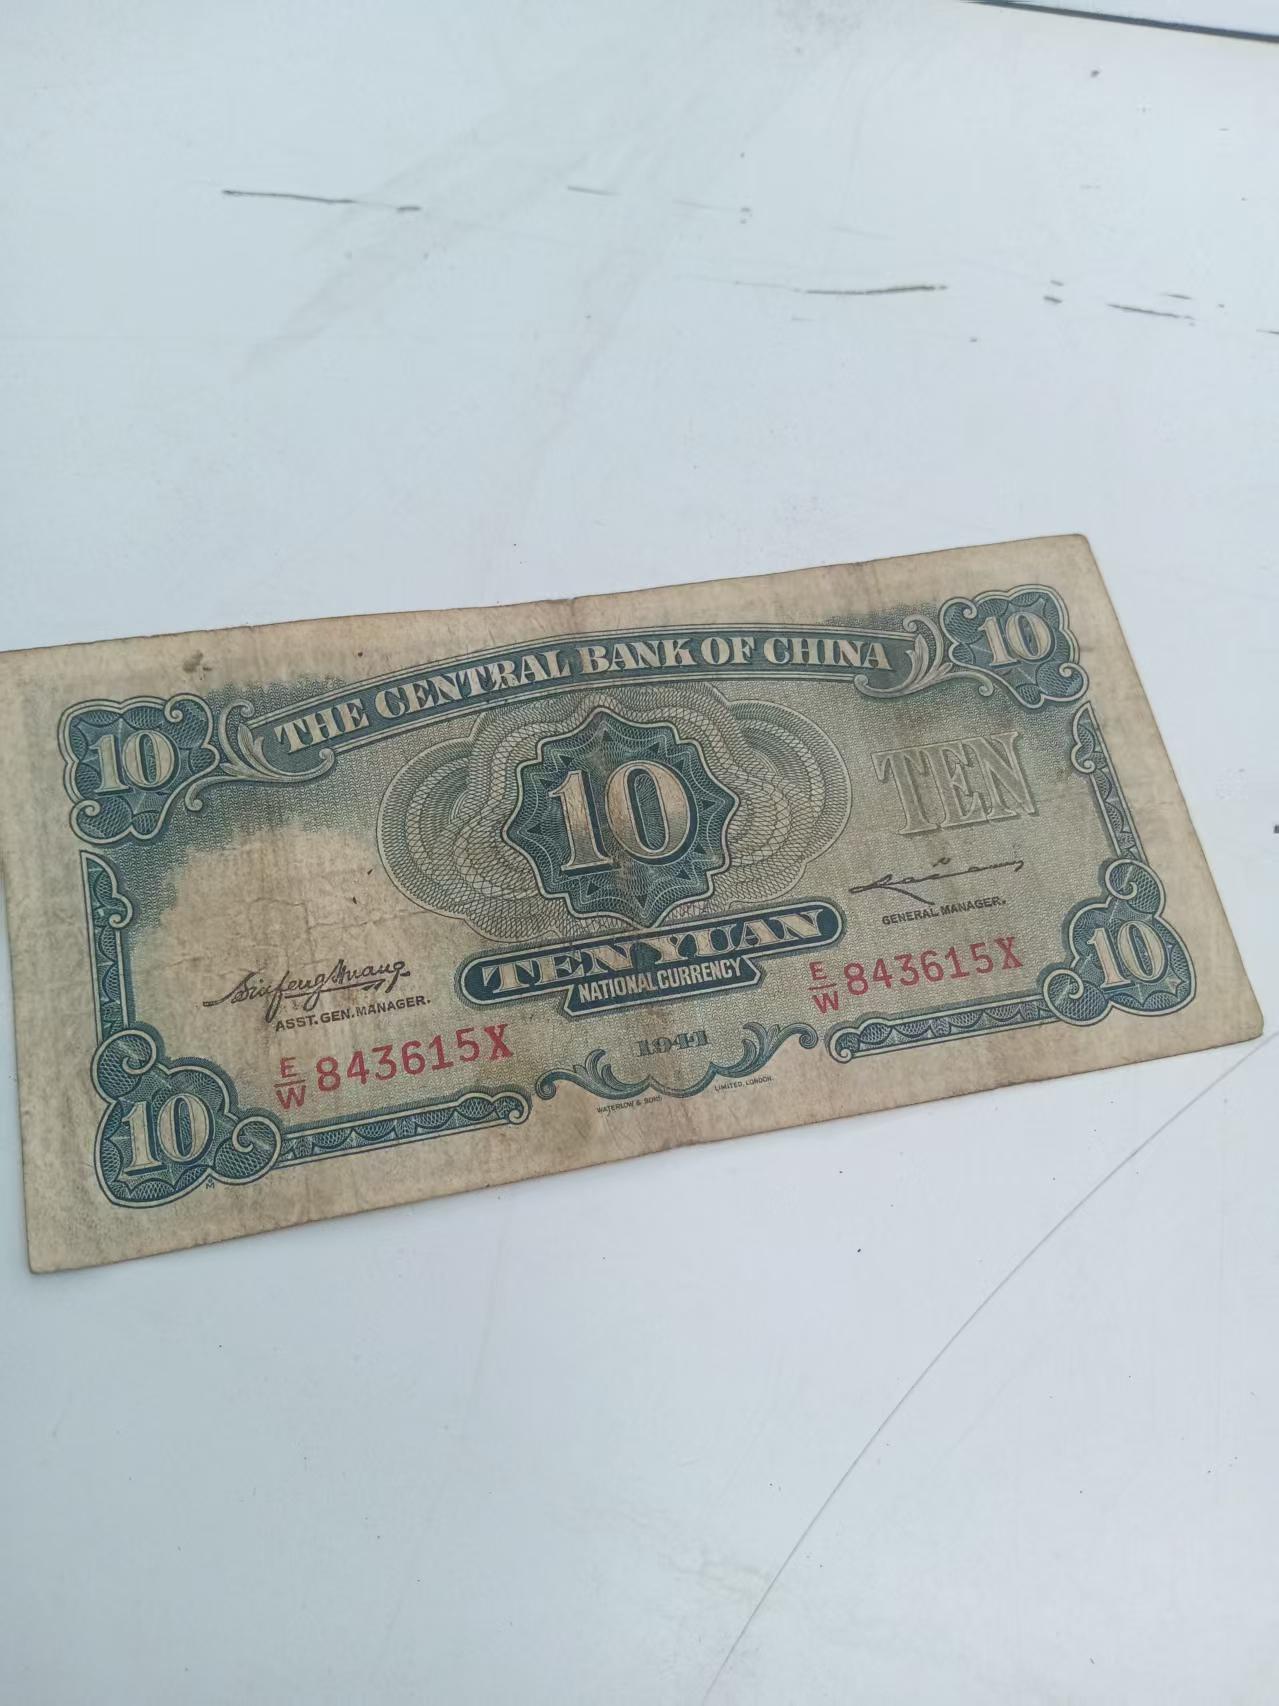 THE CENTRAL BANK OF CHINA
10
10
10
TEN
GENERAL MANAGER.
TEN YUAN
NATIONAL CURRENCY
ASST. GEN. MANAGER.
E/W 843615X
E/W 843615X
1941
10
10
WATERLOW & SONS LIMITED, LONDON.